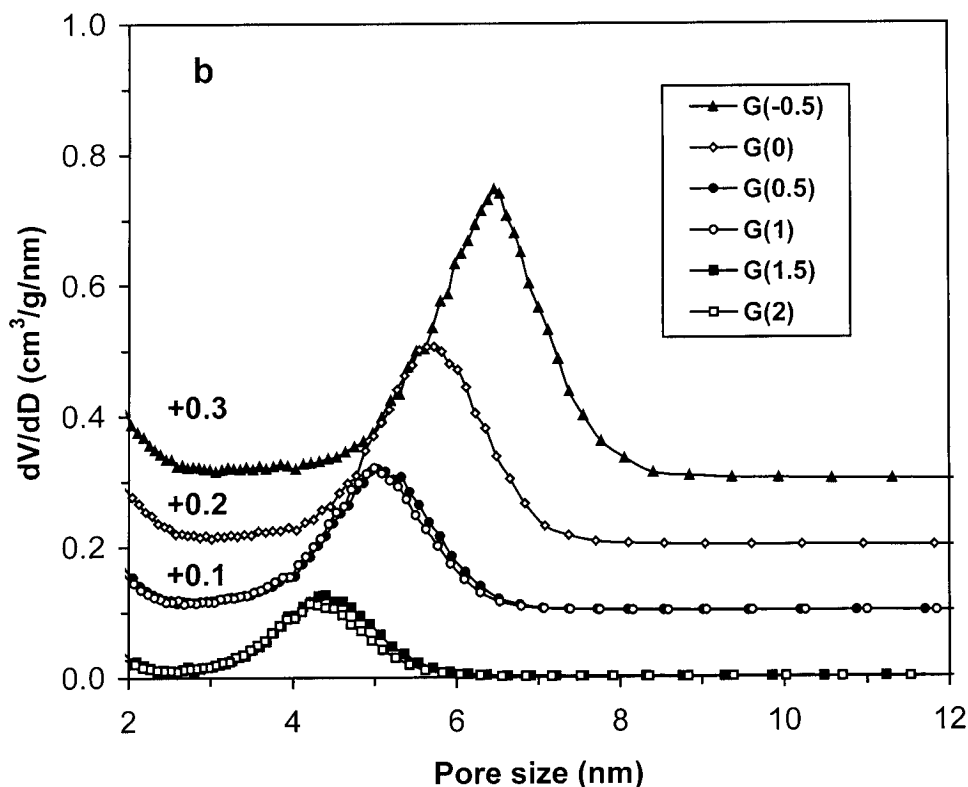 1.0
b
G(-0.5)
G(0)
G(0.5)
G(1)
G(1.5)
G(2)
0.8
0.6
0.4
0.2
0.0
dV/dD (cm³/g/nm)
+0.3
+0.2
+0.1
2
4
6
8
10
12
Pore size (nm)